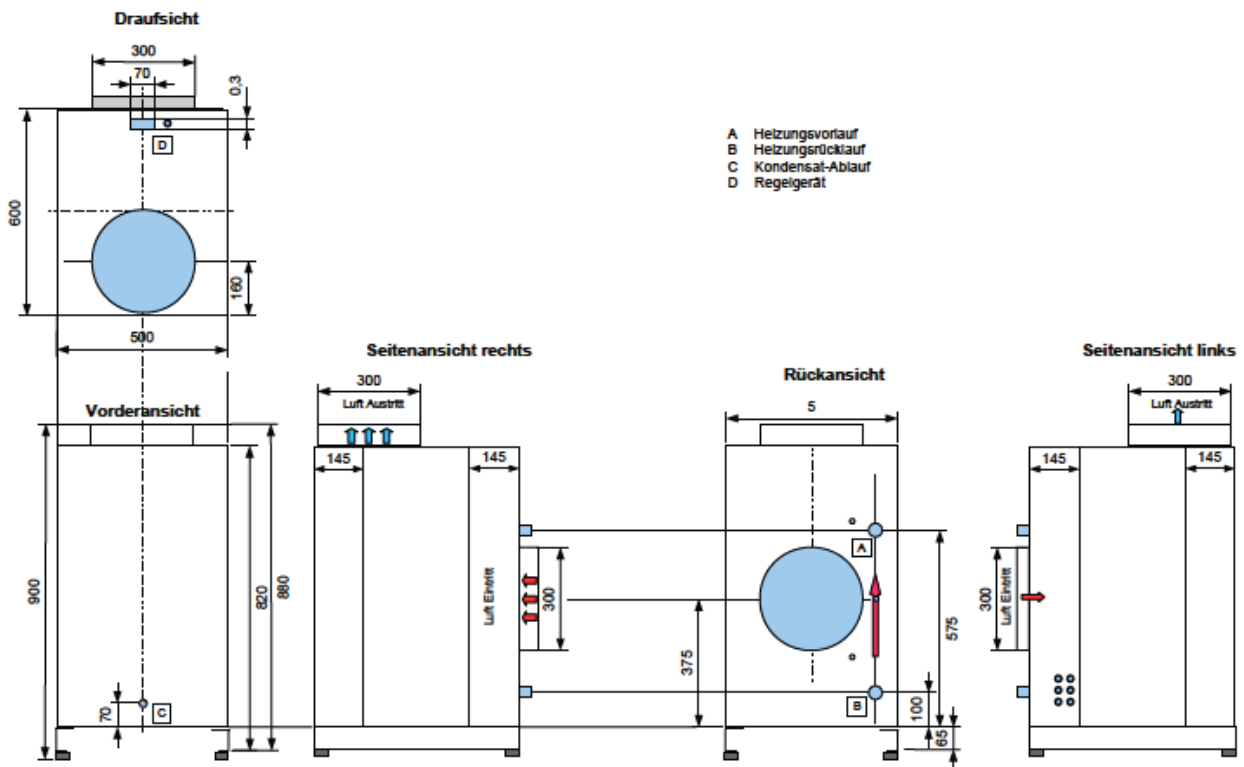 Draufsicht
300
70
0,3
D
600
160
500
A Heizungsvorlauf
B Heizungsrücklauf
C Kondensat-Ablauf
D Regelgerät
Vorderansicht
900
820
880
70
C
Seitenansicht rechts
300
Luft Austritt
145
145
Luft Eintritt
300
Rückansicht
5
A
B
375
575
100
65
Seitenansicht links
300
Luft Austritt
145
145
300
Luft Eintritt